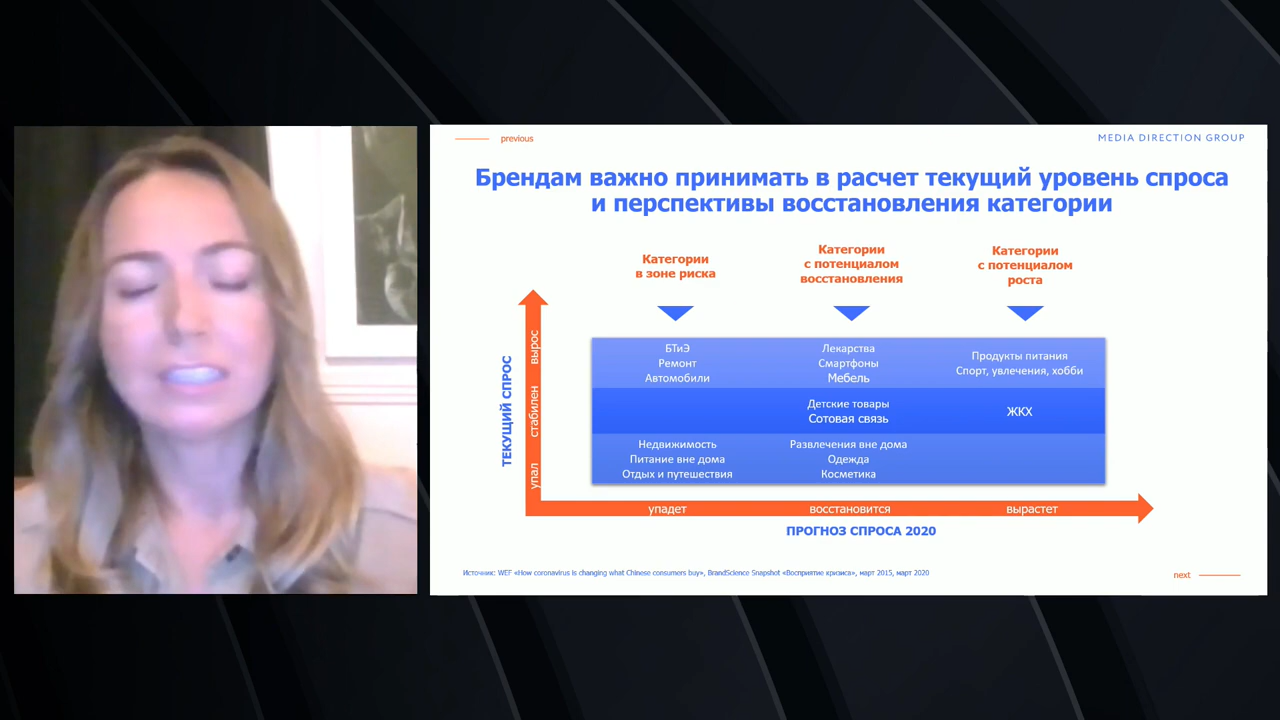 previous
MEDIA DIRECTION GROUP
Брендам важно принимать в расчет текущий уровень спроса
и перспективы восстановления категории
Категории
в зоне риска
Категории
с потенциалом
восстановления
Категории
с потенциалом
роста
ТЕКУЩИЙ СПРОС
вырос
стабилен
упал
БТиЭ
Ремонт
Автомобили
Лекарства
Смартфоны
Мебель
Продукты питания
Спорт, увлечения, хобби
Детские товары
Сотовая связь
ЖКХ
Недвижимость
Питание вне дома
Отдых и путешествия
Развлечения вне дома
Одежда
Косметика
упадет
восстановится
вырастет
ПРОГНОЗ СПРОСА 2020
Источник: WEF «How coronavirus is changing what Chinese consumers buy», BrandScience Snapshot «Восприятие кризиса», март 2015, март 2020
next